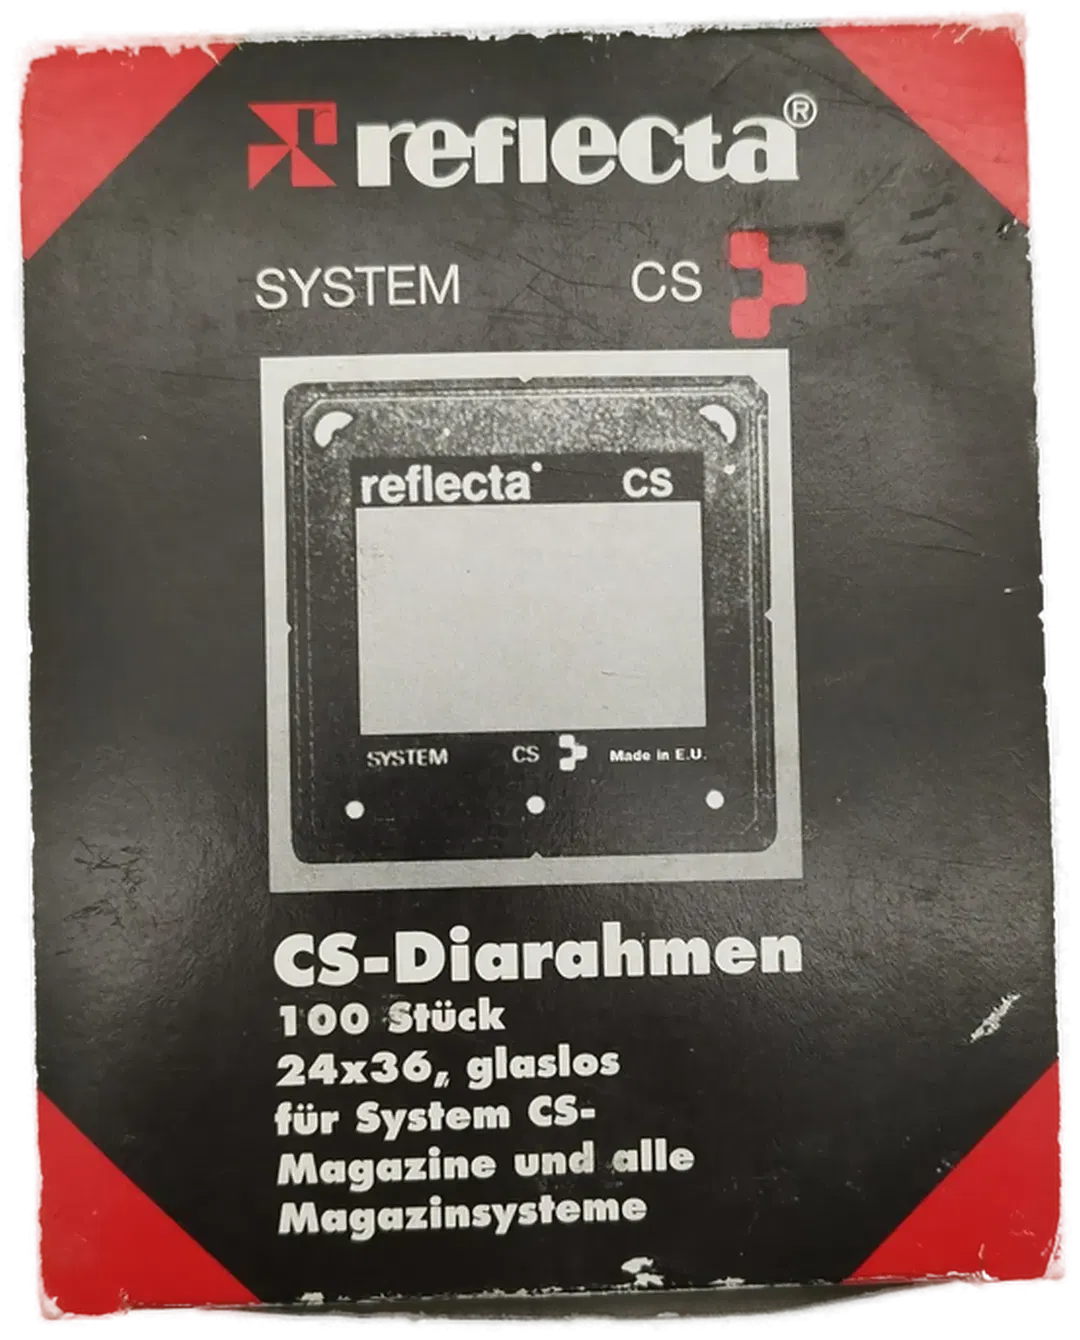 reflecta®
SYSTEM CS
reflecta CS
SYSTEM CS Made in E.U.
CS-Diarahmen
100 Stück
24x36, glaslos
für System CS-
Magazine und alle
Magazinsysteme